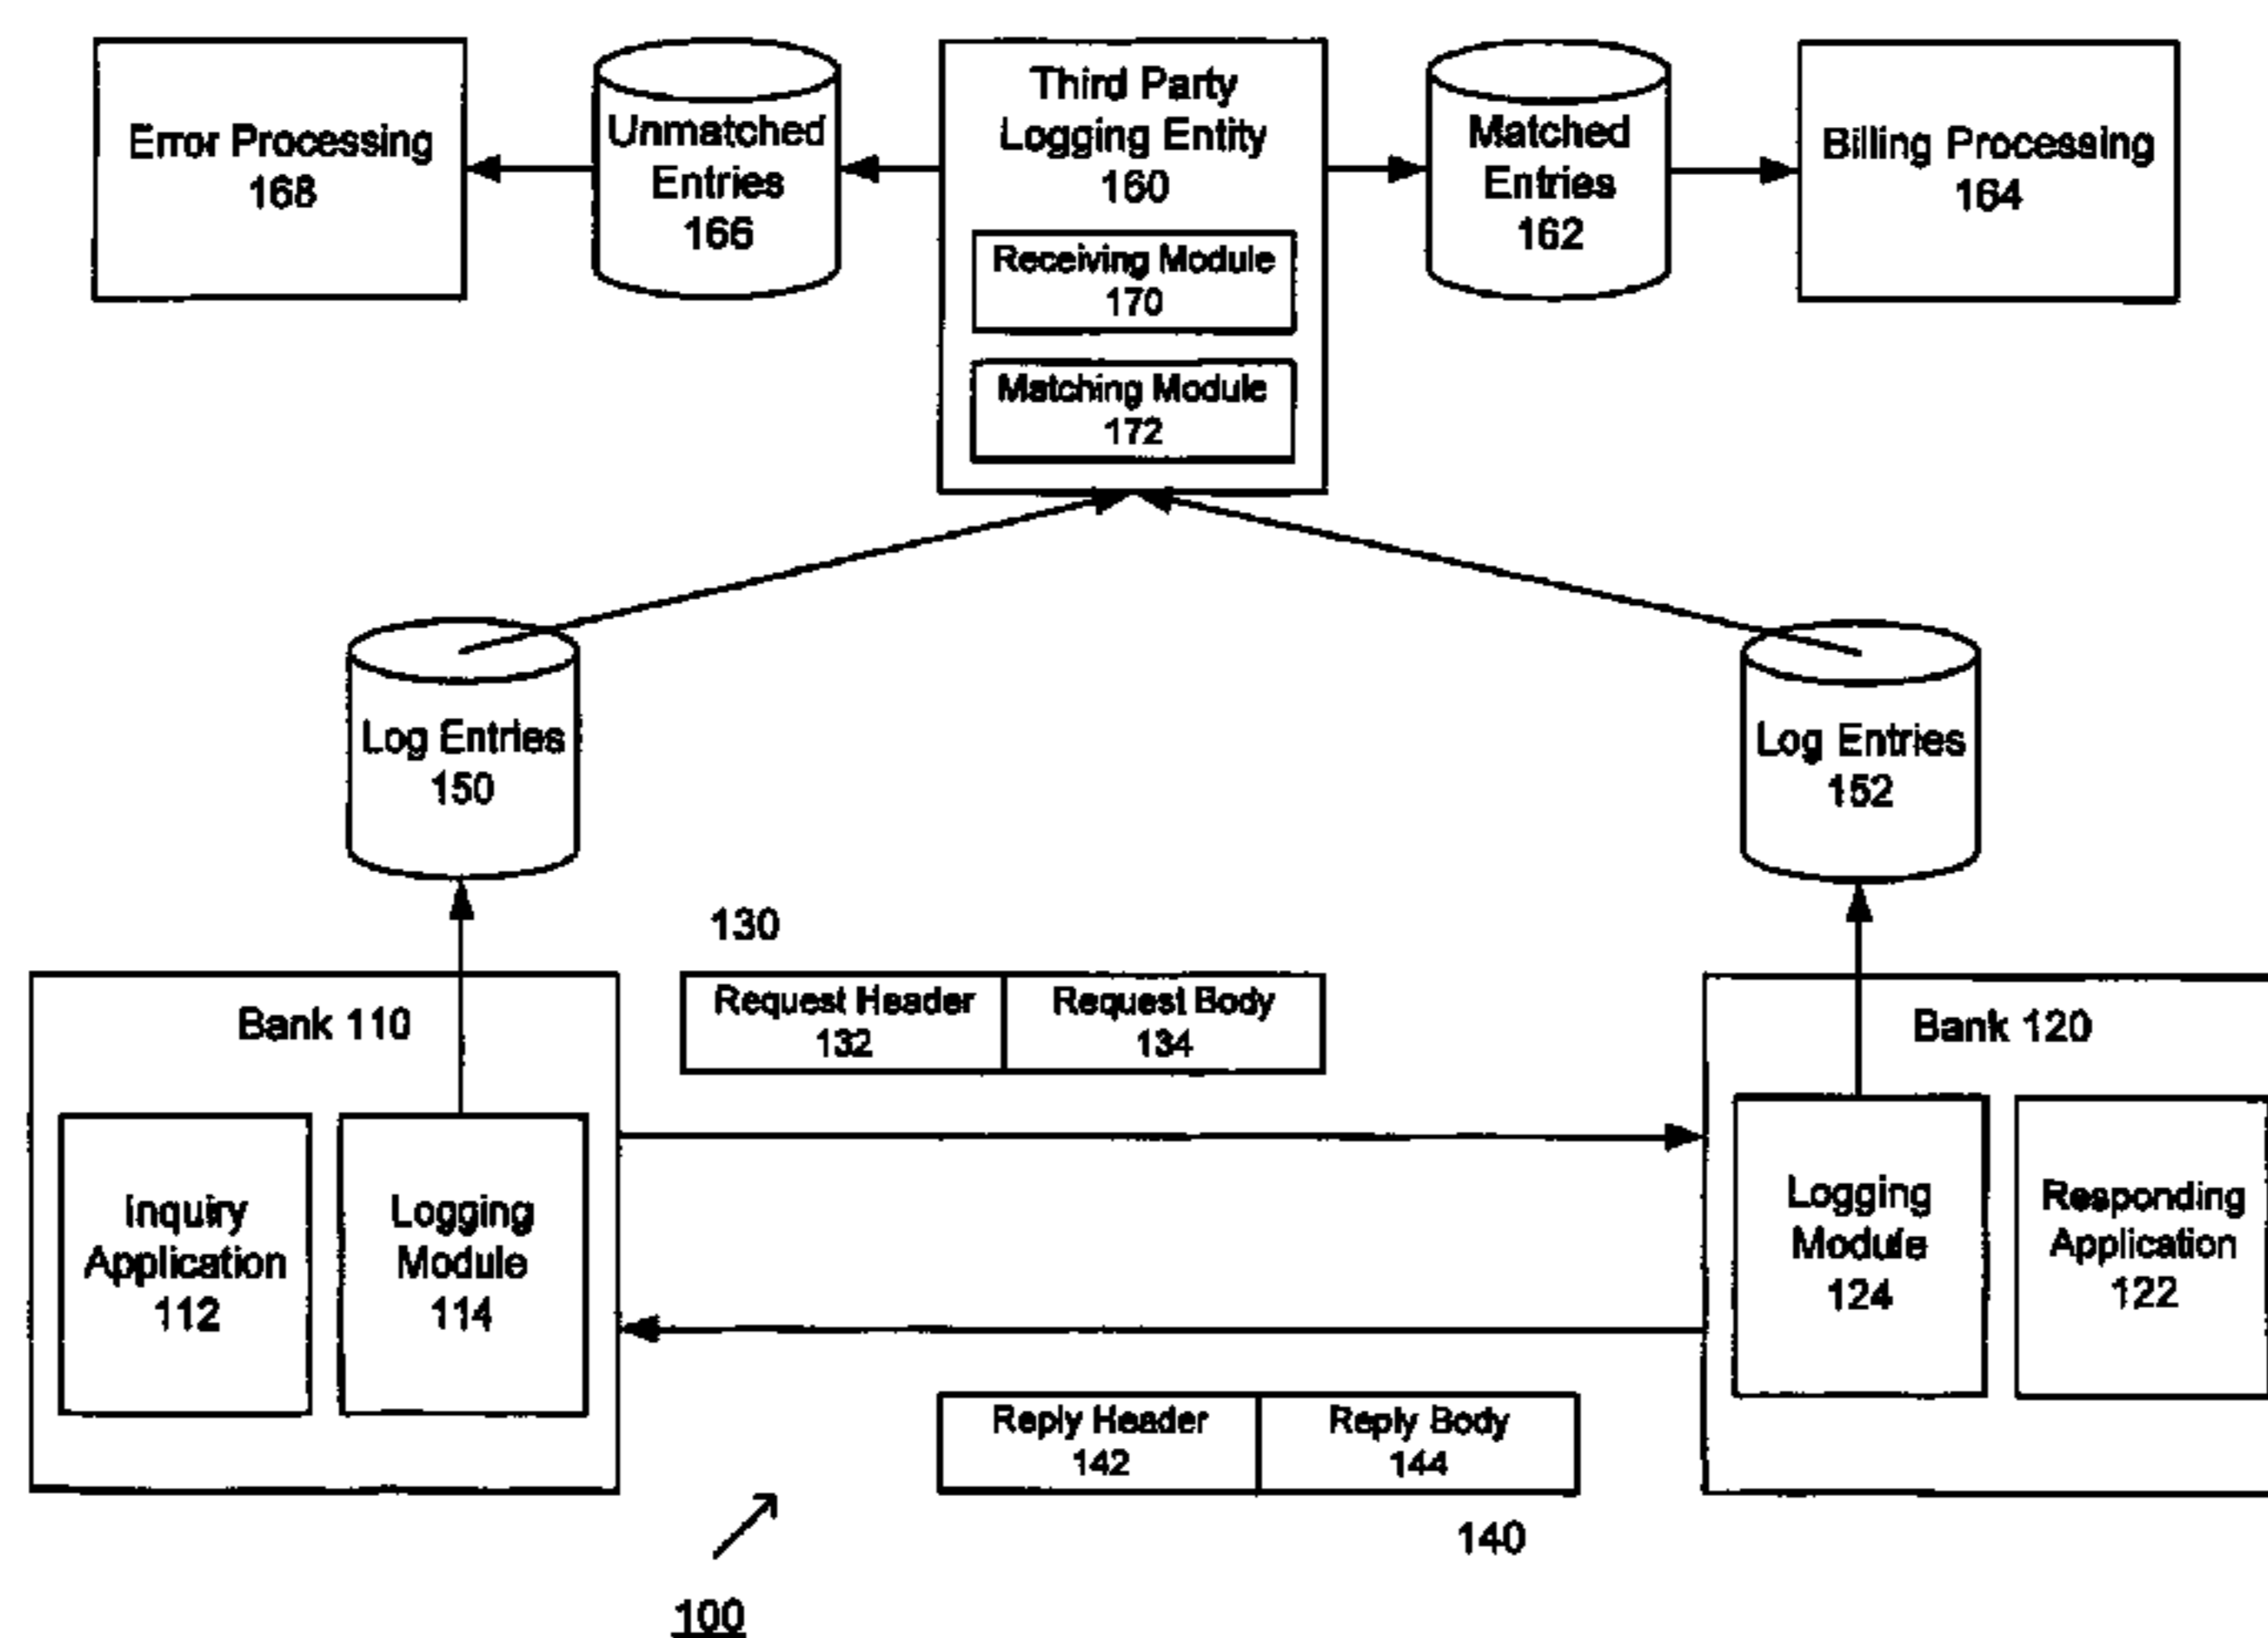 Error Processing
168
Unmatched
Entries
166
Third Party
Logging Entity
160
Receiving Module
170
Matching Module
172
Matched
Entries
162
Billing Processing
164
Log Entries
150
Log Entries
152
130
Request Header
132
Request Body
134
Bank 110
Inquiry
Application
112
Logging
Module
114
Bank 120
Logging
Module
124
Responding
Application
122
Reply Header
142
Reply Body
144
140
100